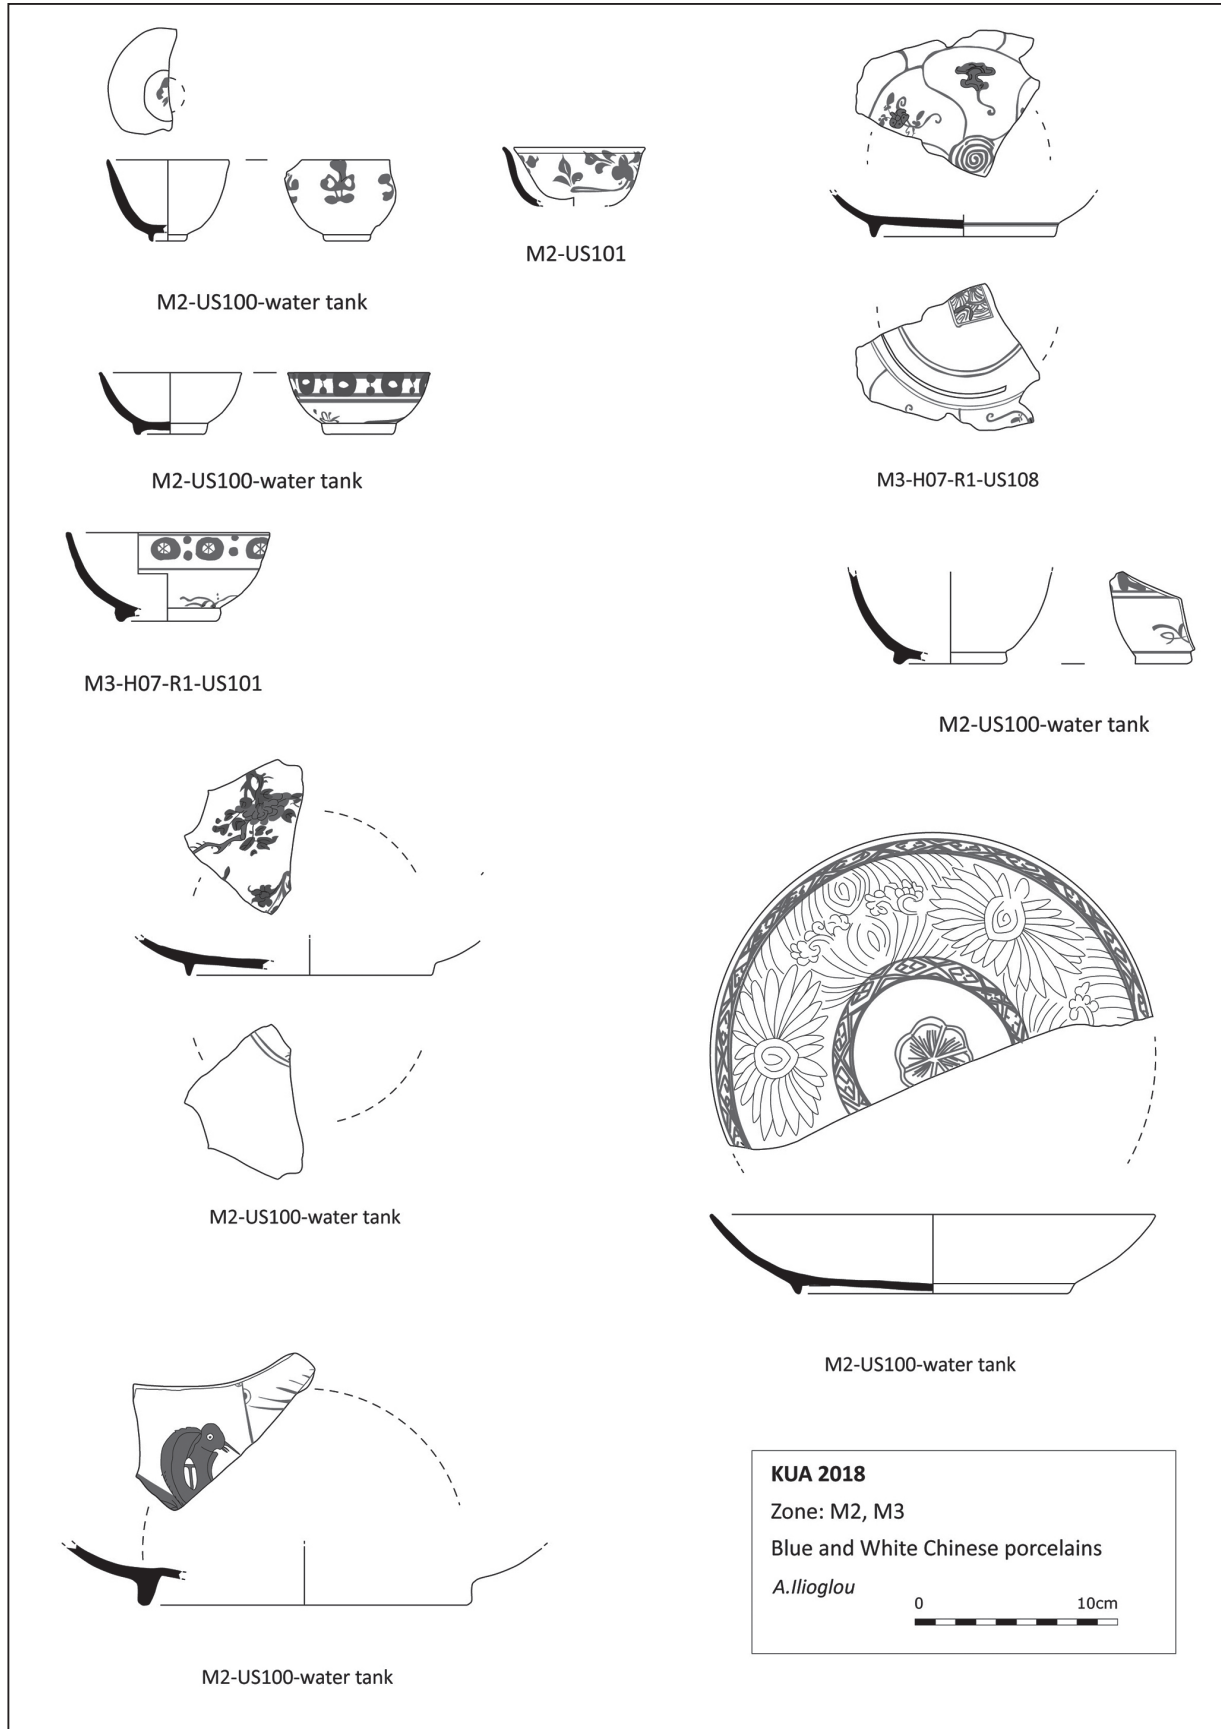 M2-US100-water tank
M2-US101
M2-US100-water tank
M3-H07-R1-US108
M3-H07-R1-US101
M2-US100-water tank
M2-US100-water tank
M2-US100-water tank
M2-US100-water tank
KUA 2018
Zone: M2, M3
Blue and White Chinese porcelains
A.Ilioglou
0 10cm